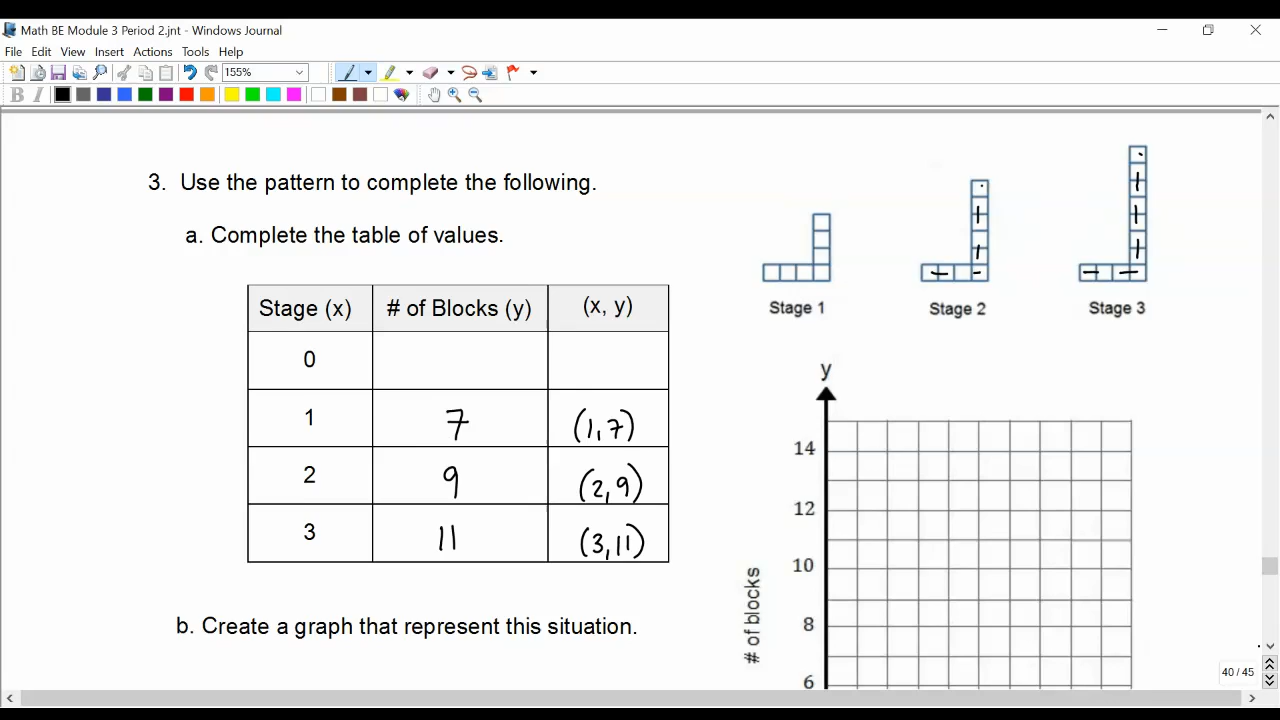 Math BE Module 3 Period 2.jnt - Windows Journal
File Edit View Insert Actions Tools Help
155%
B I
3. Use the pattern to complete the following.
a. Complete the table of values.
Stage 1 Stage 2 Stage 3
Stage (x) # of Blocks (y) (x, y)
0
1 7 (1,7)
2 9 (2,9)
3 11 (3,11)
b. Create a graph that represent this situation.
y
14
12
10
8
6
# of blocks
40 / 45